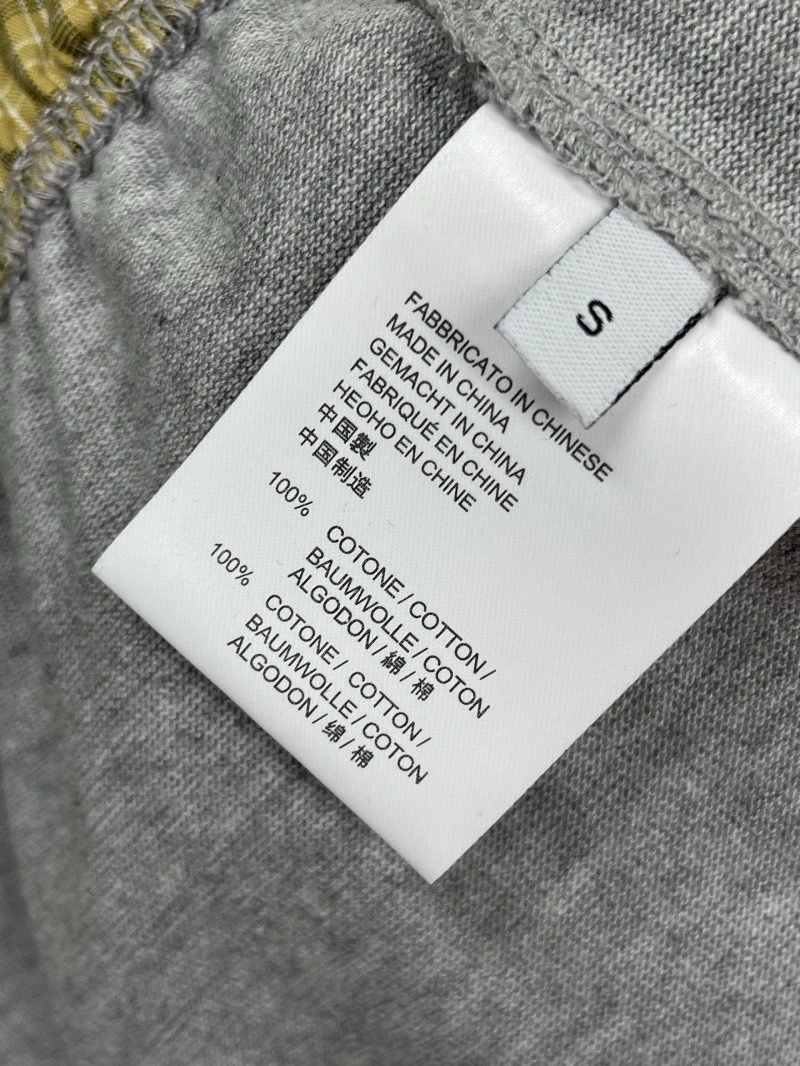 S
FABBRICATO IN CHINESE
MADE IN CHINA
GEMACHT IN CHINA
FABRIQUÉ EN CHINE
HEOHO EN CHINE
中国製
中国制造
100% COTONE / COTTON /
BAUMWOLLE / COTON
ALGODON / 綿 / 棉
100% COTONE / COTTON /
BAUMWOLLE / COTON
ALGODON / 绵 / 棉